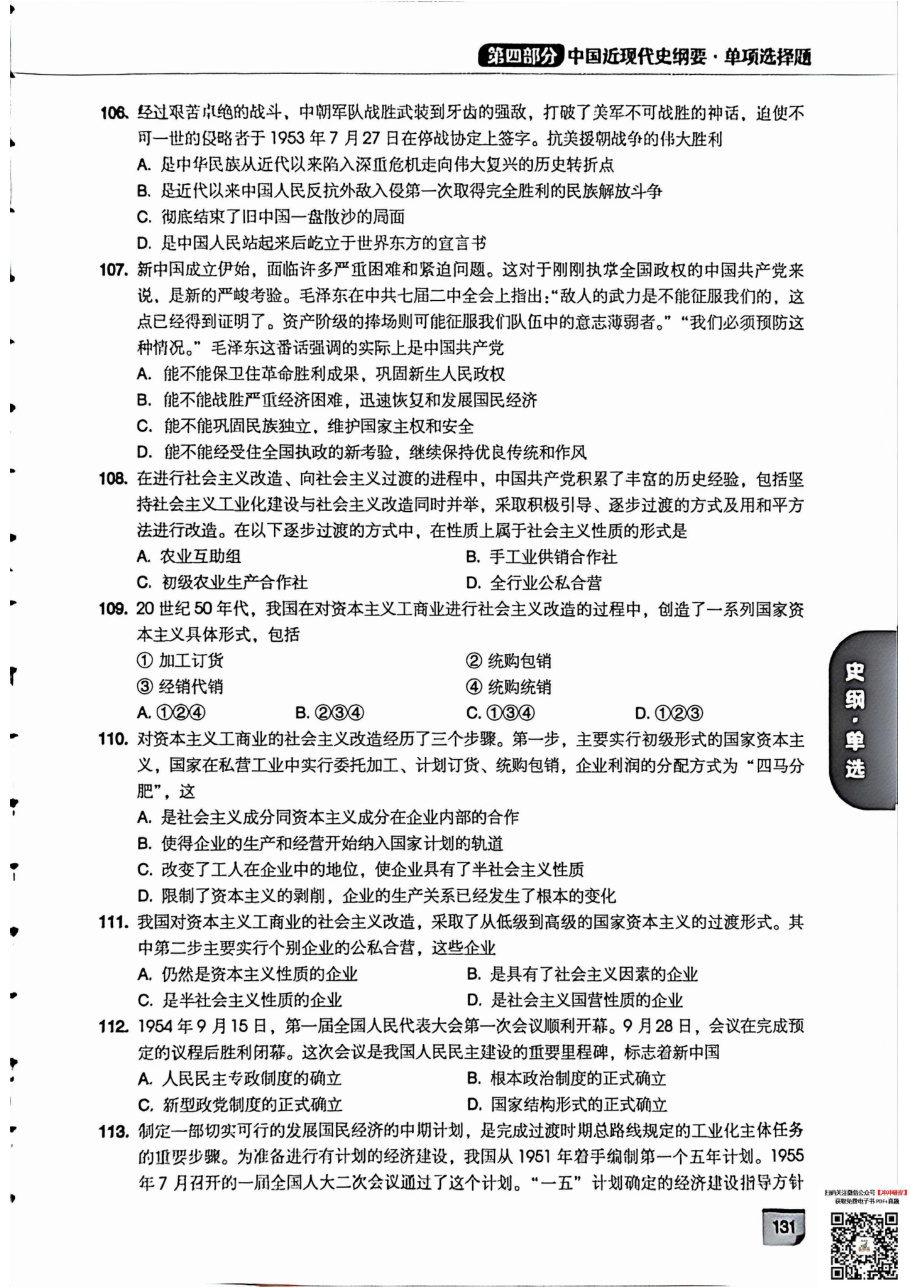 第四部分 中国近现代史纲要·单项选择题
106. 经过艰苦卓绝的战斗，中朝军队战胜武装到牙齿的强敌，打破了美军不可战胜的神话，迫使不
可一世的侵略者于 1953 年 7 月 27 日在停战协定上签字。抗美援朝战争的伟大胜利
A. 是中华民族从近代以来陷入深重危机走向伟大复兴的历史转折点
B. 是近代以来中国人民反抗外敌入侵第一次取得完全胜利的民族解放斗争
C. 彻底结束了旧中国一盘散沙的局面
D. 是中国人民站起来后屹立于世界东方的宣言书
107. 新中国成立伊始，面临许多严重困难和紧迫问题。这对于刚刚执掌全国政权的中国共产党来
说，是新的严峻考验。毛泽东在中共七届二中全会上指出：“敌人的武力是不能征服我们的，这
点已经得到证明了。资产阶级的捧场则可能征服我们队伍中的意志薄弱者。”“我们必须预防这
种情况。”毛泽东这番话强调的实际上是中国共产党
A. 能不能保卫住革命胜利成果，巩固新生人民政权
B. 能不能战胜严重经济困难，迅速恢复和发展国民经济
C. 能不能巩固民族独立，维护国家主权和安全
D. 能不能经受住全国执政的新考验，继续保持优良传统和作风
108. 在进行社会主义改造、向社会主义过渡的进程中，中国共产党积累了丰富的历史经验，包括坚
持社会主义工业化建设与社会主义改造同时并举，采取积极引导、逐步过渡的方式及用和平方
法进行改造。在以下逐步过渡的方式中，在性质上属于社会主义性质的形式是
A. 农业互助组 B. 手工业供销合作社
C. 初级农业生产合作社 D. 全行业公私合营
109. 20 世纪 50 年代，我国在对资本主义工商业进行社会主义改造的过程中，创造了一系列国家资
本主义具体形式，包括
① 加工订货 ② 统购包销
③ 经销代销 ④ 统购统销
A. ①②④ B. ②③④ C. ①③④ D. ①②③
110. 对资本主义工商业的社会主义改造经历了三个步骤。第一步，主要实行初级形式的国家资本主
义，国家在私营工业中实行委托加工、计划订货、统购包销，企业利润的分配方式为“四马分
肥”，这
A. 是社会主义成分同资本主义成分在企业内部的合作
B. 使得企业的生产和经营开始纳入国家计划的轨道
C. 改变了工人在企业中的地位，使企业具有了半社会主义性质
D. 限制了资本主义的剥削，企业的生产关系已经发生了根本的变化
111. 我国对资本主义工商业的社会主义改造，采取了从低级到高级的国家资本主义的过渡形式。其
中第二步主要实行个别企业的公私合营，这些企业
A. 仍然是资本主义性质的企业 B. 是具有了社会主义因素的企业
C. 是半社会主义性质的企业 D. 是社会主义国营性质的企业
112. 1954 年 9 月 15 日，第一届全国人民代表大会第一次会议顺利开幕。9 月 28 日，会议在完成预
定的议程后胜利闭幕。这次会议是我国人民民主建设的重要里程碑，标志着新中国
A. 人民民主专政制度的确立 B. 根本政治制度的正式确立
C. 新型政党制度的正式确立 D. 国家结构形式的正式确立
113. 制定一部切实可行的发展国民经济的中期计划，是完成过渡时期总路线规定的工业化主体任务
的重要步骤。为准备进行有计划的经济建设，我国从 1951 年着手编制第一个五年计划。1955
年 7 月召开的一届全国人大二次会议通过了这个计划。“一五”计划确定的经济建设指导方针
史纲·单选
131
扫码关注微信公众号【冲冲研友】
获取免费电子书PDF+真题